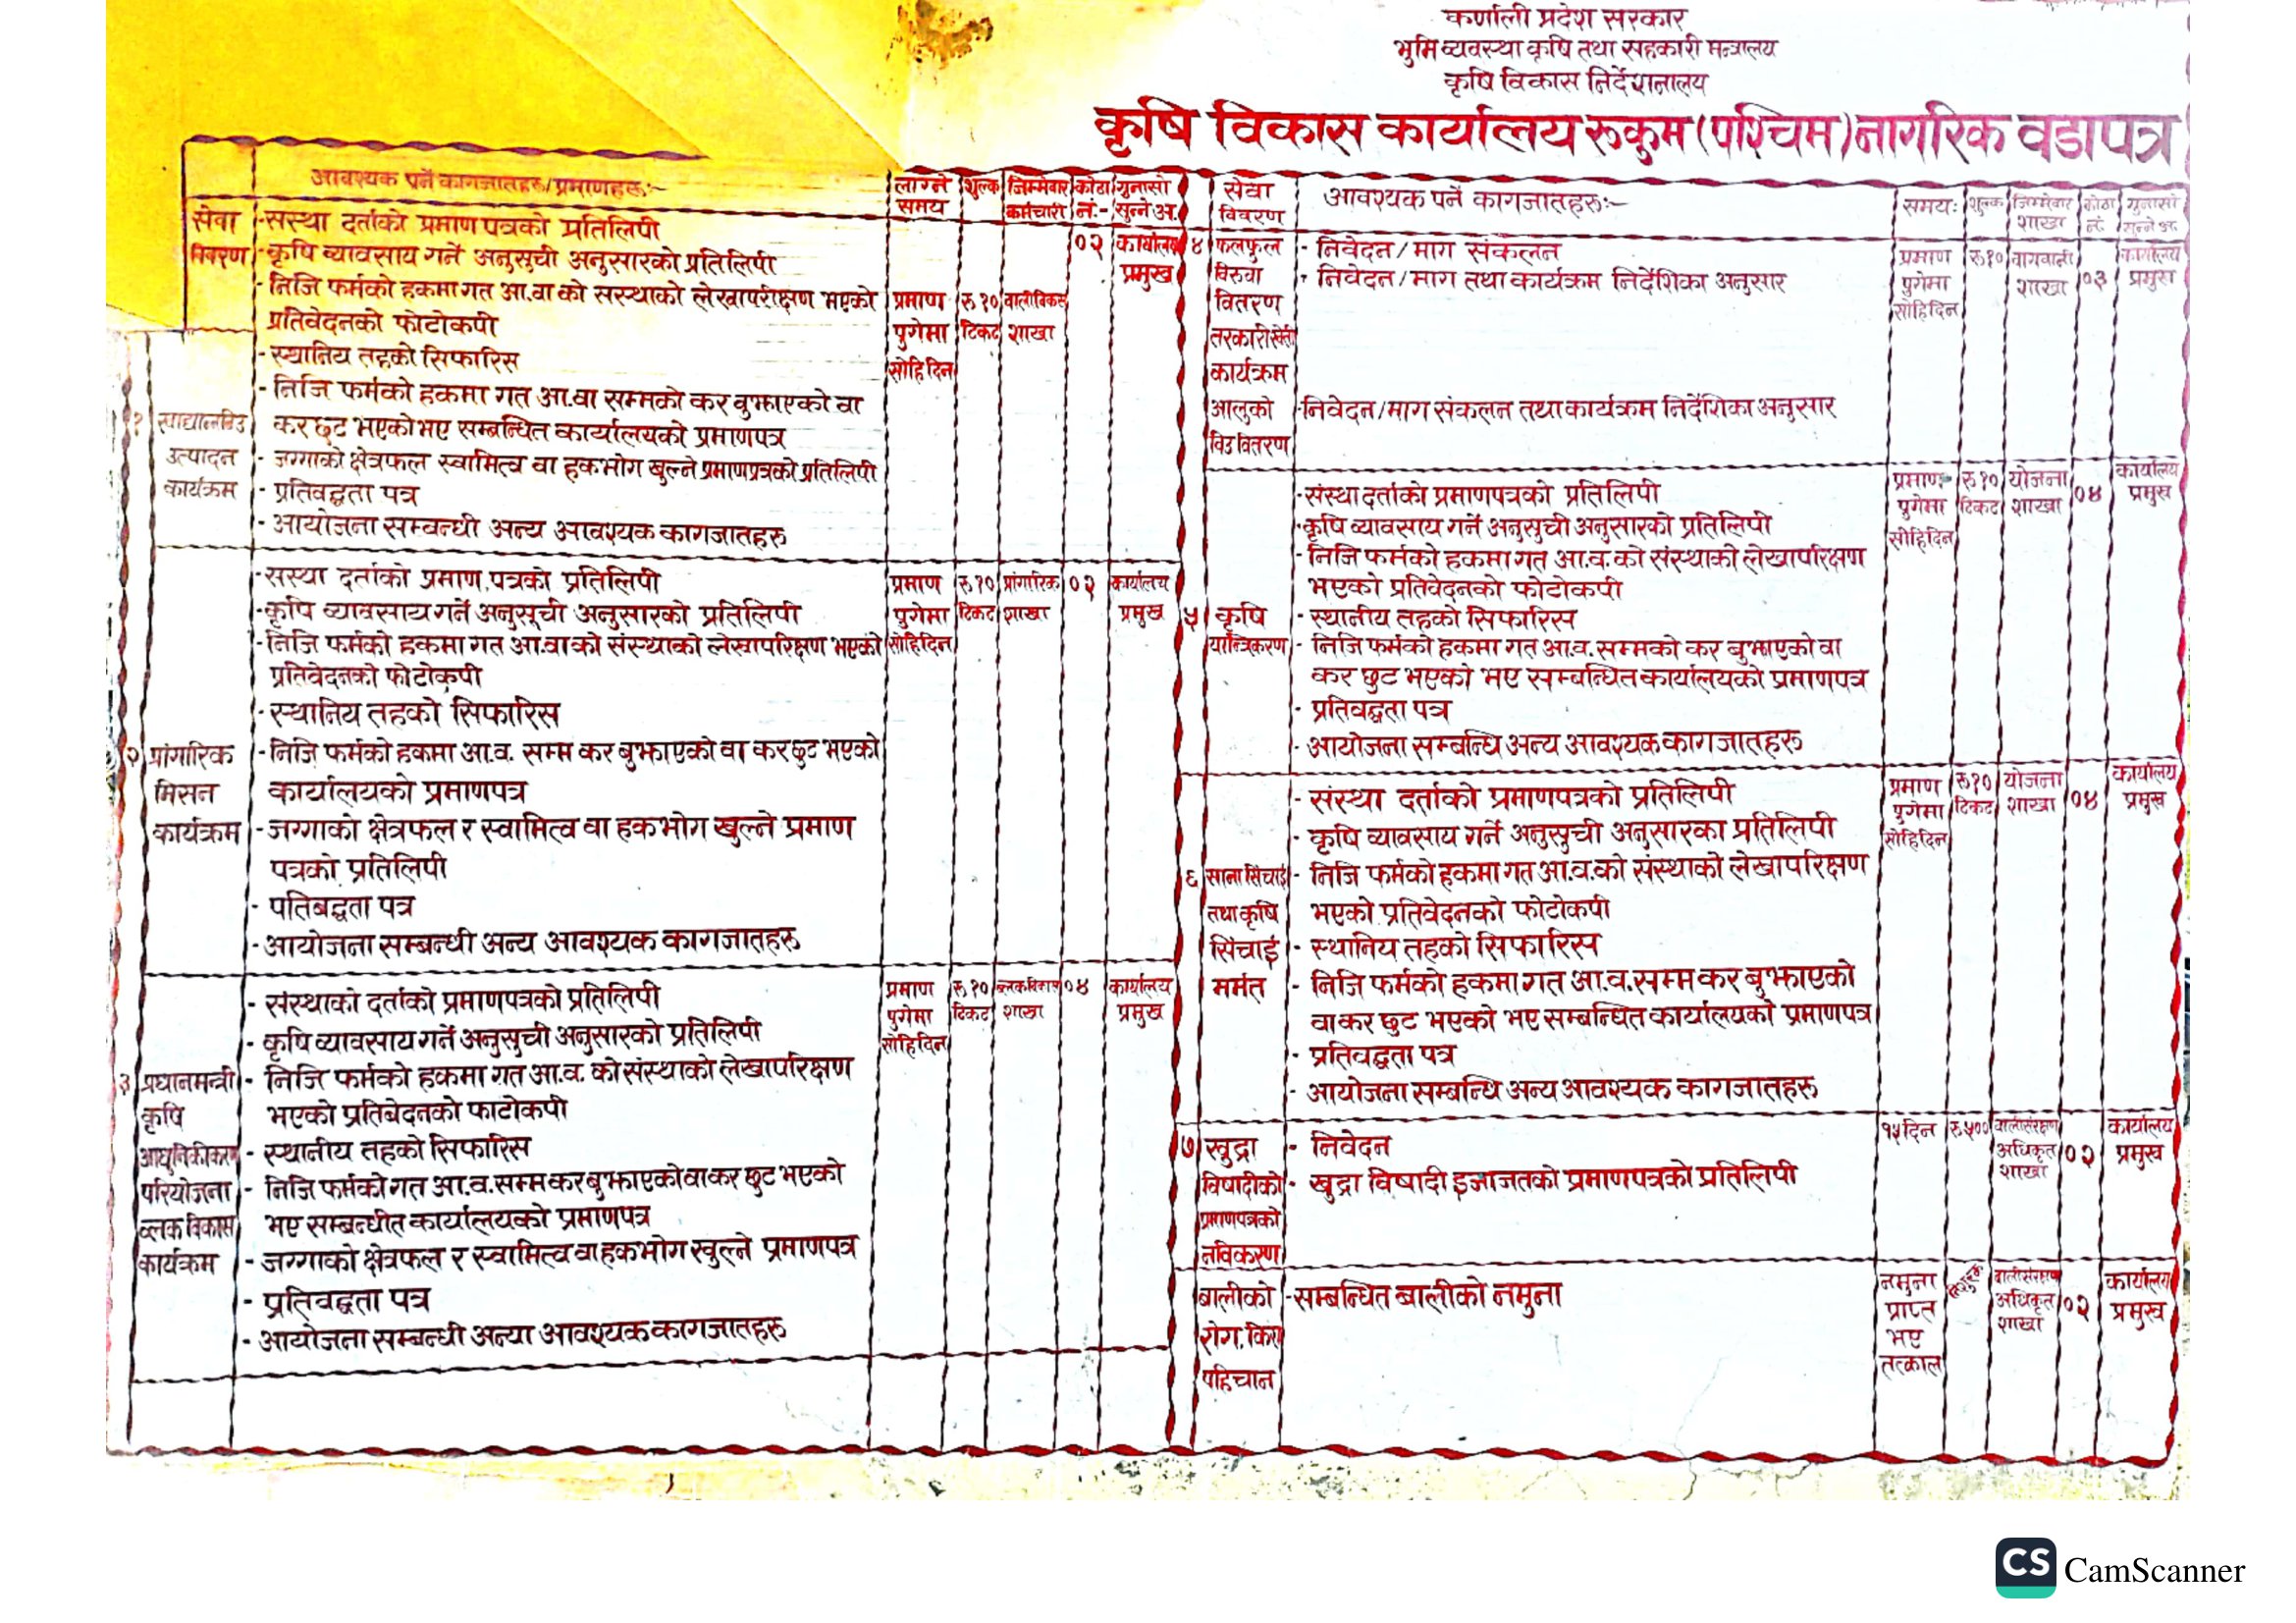 कर्णाली प्रदेश सरकार
भुमि व्यवस्था कृषि तथा सहकारी मन्त्रालय
कृषि विकास निर्देशनालय
कृषि विकास कार्यालय रूकुम (पश्चिम) नागरिक वडापत्र
आवश्यक पर्ने कागजातहरू/प्रमाणहरू:-
लाग्ने समय
शुल्क
जिम्मेवार कर्मचारी
कोठा नं.-
गुनासो सुन्ने अ.
सेवा विवरण
-सस्था दर्ताको प्रमाण पत्रको प्रतिलिपी
-कृषि व्यावसाय गर्ने अनुसुची अनुसारको प्रतिलिपी
-निजि फर्मको हकमा गत आ.वा को सस्थाको लेखापरीक्षण भएको
प्रतिवेदनको फोटोकपी
-स्थानिय तहको सिफारिस
-निजि फर्मको हकमा गत आ.वा सम्मको कर बुझाएको वा
कर छुट भएको भए सम्बन्धित कार्यालयको प्रमाणपत्र
-जग्गाको क्षेत्रफल स्वामित्व वा हकभोग खुल्ने प्रमाणपत्रको प्रतिलिपी
-प्रतिवद्धता पत्र
-आयोजना सम्बन्धी अन्य आवश्यक कागजातहरू
१ खाद्यान्नविउ
उत्पादन
कार्यक्रम
प्रमाण
पुगेमा
सोहिदिन
रू १०
टिकट
वालीविकास
शाखा
०२
कार्यालय
प्रमुख
-सस्था दर्ताको प्रमाण पत्रको प्रतिलिपी
-कृषि व्यावसाय गर्ने अनुसूची अनुसारको प्रतिलिपी
-निजि फर्मको हकमा गत आ.वा को संस्थाको लेखापरिक्षण भएको
प्रतिवेदनको फोटोकपी
-स्थानिय तहको सिफारिस
-निजि फर्मको हकमा आ.व. सम्म कर बुझाएको वा कर छुट भएको
कार्यालयको प्रमाणपत्र
-जग्गाको क्षेत्रफल र स्वामित्व वा हकभोग खुल्ने प्रमाण
पत्रको प्रतिलिपी
-पतिबद्धता पत्र
-आयोजना सम्बन्धी अन्य आवश्यक कागजातहरू
२ प्रांगारिक
मिसन
कार्यक्रम
प्रमाण
पुगेमा
सोहिदिन
रू १०
टिकट
प्रांगारिक
शाखा
०२
कार्यालय
प्रमुख
-संस्थाको दर्ताको प्रमाणपत्रको प्रतिलिपी
-कृषि व्यावसाय गर्ने अनुसुची अनुसारको प्रतिलिपी
-निजि फर्मको हकमा गत आ.व. को संस्थाको लेखापरिक्षण
भएको प्रतिबेदनको फोटोकपी
-स्थानीय तहको सिफारिस
-निजि फर्मको गत आ.व. सम्म कर बुझाएको वा कर छुट भएको
भए सम्बन्धीत कार्यालयको प्रमाणपत्र
-जग्गाको क्षेत्रफल र स्वामित्व वा हकभोग खुल्ने प्रमाणपत्र
-प्रतिवद्धता पत्र
-आयोजना सम्बन्धी अन्या आवश्यक कागजातहरू
३ प्रधानमन्त्री
कृषि
आधुनिकीकरण
परियोजना
ब्लक विकास
कार्यक्रम
प्रमाण
पुगेमा
सोहिदिन
रू १०
टिकट
ब्लक विकास
शाखा
०४
कार्यालय
प्रमुख
सेवा
विवरण
आवश्यक पर्ने कागजातहरू:-
समय:
शुल्क
जिम्मेवार
शाखा
कोठा
नं.
गुनासो
सुन्ने अ.
४ फलफुल
विरुवा
वितरण
तरकारीखेती
कार्यक्रम
आलुको
विउ वितरण
-निवेदन/माग संकलन
-निवेदन/माग तथा कार्यक्रम निर्देशिका अनुसार
-निवेदन/माग संकलन तथा कार्यक्रम निर्देशिका अनुसार
प्रमाण
पुगेमा
सोहिदिन
रू १०
वागवानी
शाखा
०३
कार्यालय
प्रमुख
-संस्था दर्ताको प्रमाणपत्रको प्रतिलिपी
-कृषि व्यावसाय गर्ने अनुसुची अनुसारको प्रतिलिपी
-निजि फर्मको हकमा गत आ.व. को संस्थाको लेखापरिक्षण
भएको प्रतिवेदनको फोटोकपी
-स्थानीय तहको सिफारिस
-निजि फर्मको हकमा गत आ.व. सम्मको कर बुझाएको वा
कर छुट भएको भए सम्बन्धित कार्यालयको प्रमाणपत्र
-प्रतिवद्धता पत्र
-आयोजना सम्बन्धि अन्य आवश्यक कागजातहरू
५ कृषि
यान्त्रिकरण
प्रमाण
पुगेमा
सोहिदिन
रू १०
टिकट
योजना
शाखा
०४
कार्यालय
प्रमुख
-संस्था दर्ताको प्रमाणपत्रको प्रतिलिपी
-कृषि व्यावसाय गर्ने अनुसुची अनुसारका प्रतिलिपी
-निजि फर्मको हकमा गत आ.व.को संस्थाको लेखापरिक्षण
भएको प्रतिवेदनको फोटोकपी
-स्थानिय तहको सिफारिस
-निजि फर्मको हकमा गत आ.व. सम्म कर बुझाएको
वा कर छुट भएको भए सम्बन्धित कार्यालयको प्रमाणपत्र
-प्रतिवद्धता पत्र
-आयोजना सम्बन्धि अन्य आवश्यक कागजातहरू
६ साना सिंचाई
तथा कृषि
सिंचाई
मर्मत
प्रमाण
पुगेमा
सोहिदिन
रू १०
टिकट
योजना
शाखा
०४
कार्यालय
प्रमुख
७ खुद्रा
विषादीको
प्रमाणपत्रको
नविकरण
-निवेदन
-खुद्रा विषादी इजाजतको प्रमाणपत्रको प्रतिलिपी
१५ दिन
रू ५००
वालीसंरक्षण
अधिकृत
शाखा
०२
कार्यालय
प्रमुख
बालीको
रोग, किरा
पहिचान
-सम्बन्धित बालीको नमुना
नमुना
प्राप्त
भए
तत्काल
वालीसंरक्षण
अधिकृत
शाखा
०२
कार्यालय
प्रमुख
CS CamScanner